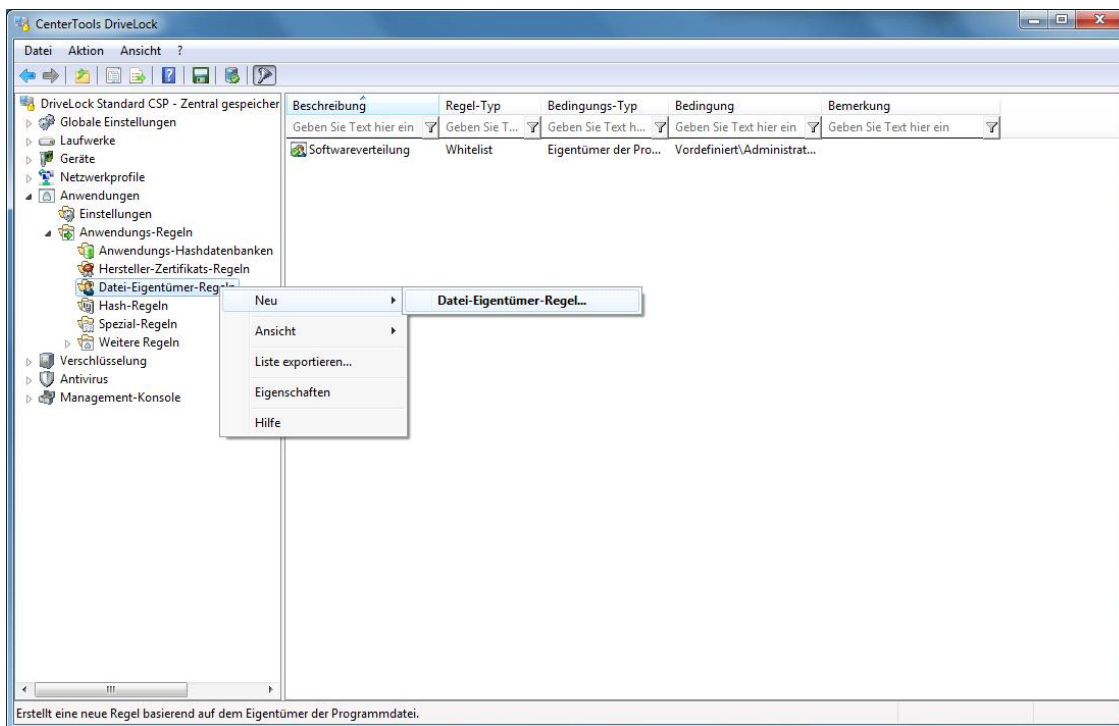 CenterTools DriveLock
Datei Aktion Ansicht ?
DriveLock Standard CSP - Zentral gespeicher
Globale Einstellungen
Laufwerke
Geräte
Netzwerkprofile
Anwendungen
Einstellungen
Anwendungs-Regeln
Anwendungs-Hashdatenbanken
Hersteller-Zertifikats-Regeln
Datei-Eigentümer-Regeln
Hash-Regeln
Spezial-Regeln
Weitere Regeln
Verschlüsselung
Antivirus
Management-Konsole
Beschreibung Regel-Typ Bedingungs-Typ Bedingung Bemerkung
Geben Sie Text hier ein Geben Sie T... Geben Sie Text h... Geben Sie Text hier ein Geben Sie Text hier ein
Softwareverteilung Whitelist Eigentümer der Pro... Vordefiniert\Administrat...
Neu
Ansicht
Liste exportieren...
Eigenschaften
Hilfe
Datei-Eigentümer-Regel...
Erstellt eine neue Regel basierend auf dem Eigentümer der Programmdatei.